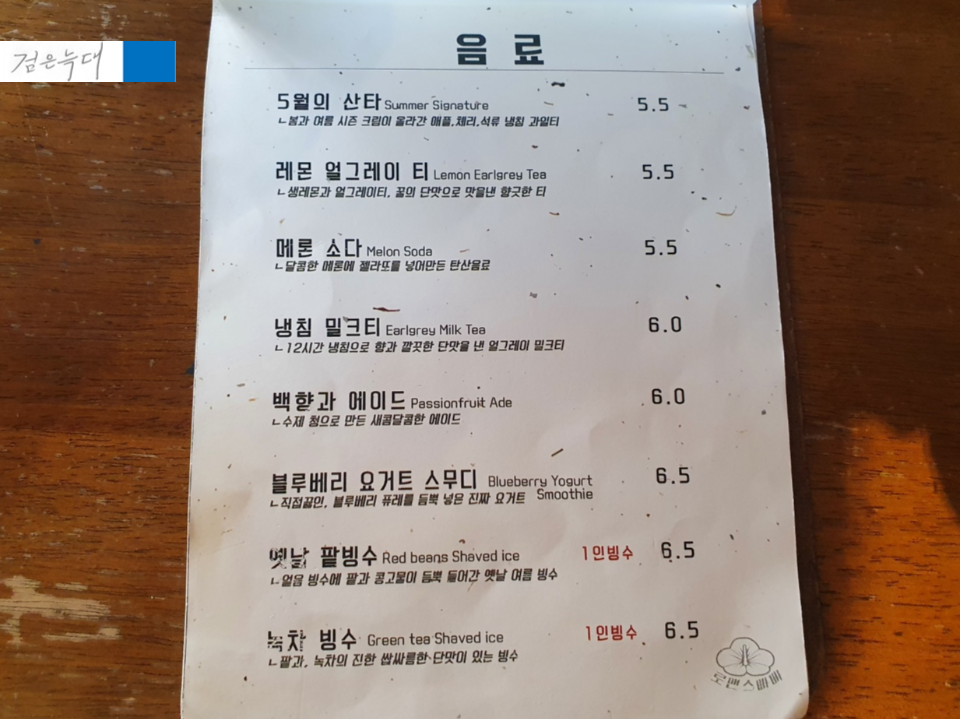 검은늑대
음료
5월의 산타 Summer Signature 5.5
ㄴ봄과 여름 시즌 크림이 올라간 애플,체리,석류 냉침 과일티
레몬 얼그레이 티 Lemon Earlgrey Tea 5.5
ㄴ생레몬과 얼그레이티, 꿀의 단맛으로 맛을낸 향긋한 티
메론 소다 Melon Soda 5.5
ㄴ달콤한 메론에 젤라또를 넣어만든 탄산음료
냉침 밀크티 Earlgrey Milk Tea 6.0
ㄴ12시간 냉침으로 향과 깔끗한 단맛을 낸 얼그레이 밀크티
백향과 에이드 Passionfruit Ade 6.0
ㄴ수제 청으로 만든 새콤달콤한 에이드
블루베리 요거트 스무디 Blueberry Yogurt 6.5
ㄴ직접끓인, 블루베리 퓨레를 듬뿍 넣은 진짜 요거트 Smoothie
옛날 팥빙수 Red beans Shaved ice 1인빙수 6.5
ㄴ얼음 빙수에 팥과 콩고물이 듬뿍 들어간 옛날 여름 빙수
녹차 빙수 Green tea Shaved ice 1인빙수 6.5
ㄴ팥과, 녹차의 진한 쌉싸름한 단맛이 있는 빙수
로맨스빠빠